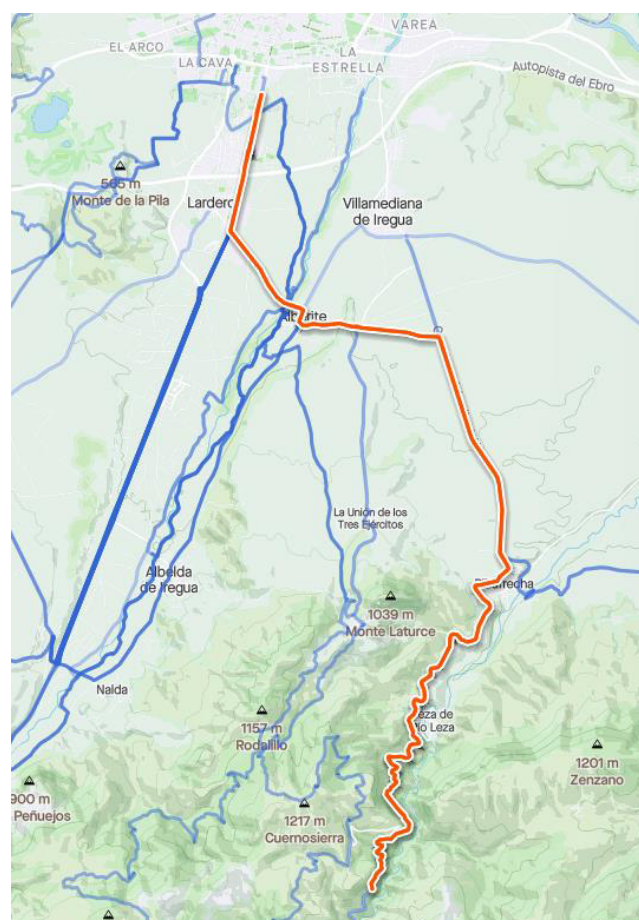 VAREA
EL ARCO
LA
ESTRELLA
LA CAVA
Autopista del Ebro
565 m
Monte de la Pila
Lardero
Villamediana
de Iregua
La Unión de los
Tres Ejércitos
Albelda
de Iregua
1039 m
Monte Laturce
Nalda
1157 m
Rodalillo
1201 m
Zenzano
900 m
Peñuejos
1217 m
Cuernosierra